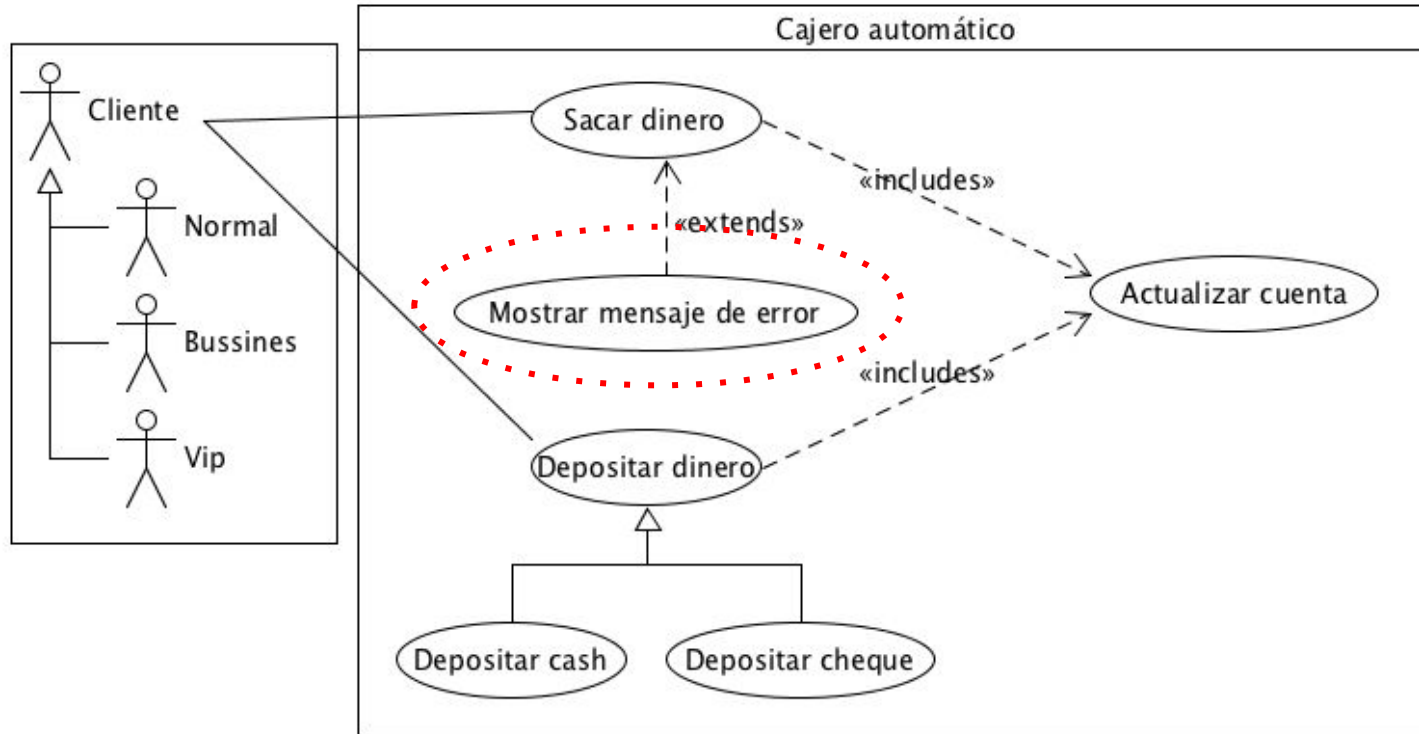 Cajero automático
Cliente
Normal
Bussines
Vip
Sacar dinero
«includes»
«extends»
Mostrar mensaje de error
Actualizar cuenta
«includes»
Depositar dinero
Depositar cash
Depositar cheque